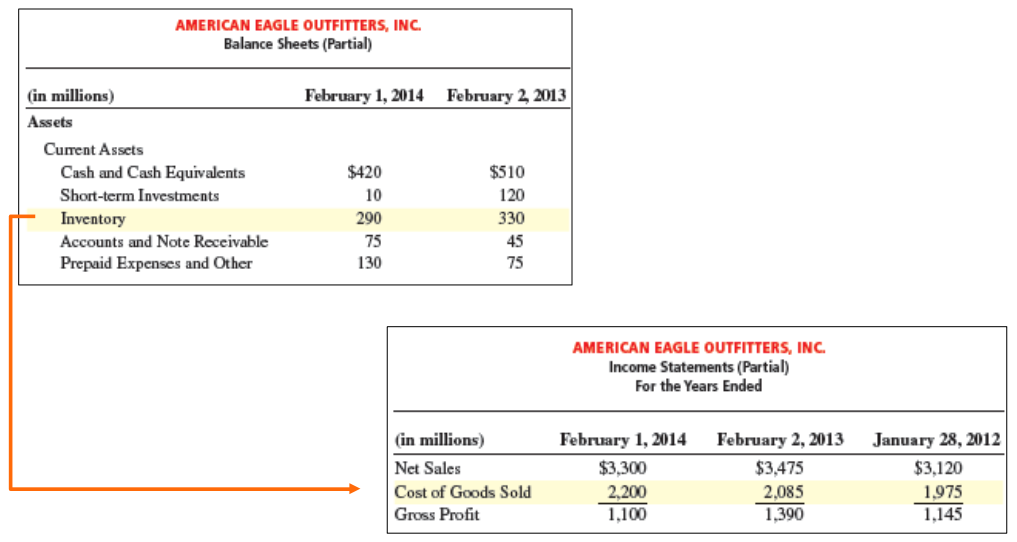 AMERICAN EAGLE OUTFITTERS, INC.
Balance Sheets (Partial)
(in millions) February 1, 2014 February 2, 2013
Assets
Current Assets
Cash and Cash Equivalents $420 $510
Short-term Investments 10 120
Inventory 290 330
Accounts and Note Receivable 75 45
Prepaid Expenses and Other 130 75
AMERICAN EAGLE OUTFITTERS, INC.
Income Statements (Partial)
For the Years Ended
(in millions) February 1, 2014 February 2, 2013 January 28, 2012
Net Sales $3,300 $3,475 $3,120
Cost of Goods Sold 2,200 2,085 1,975
Gross Profit 1,100 1,390 1,145